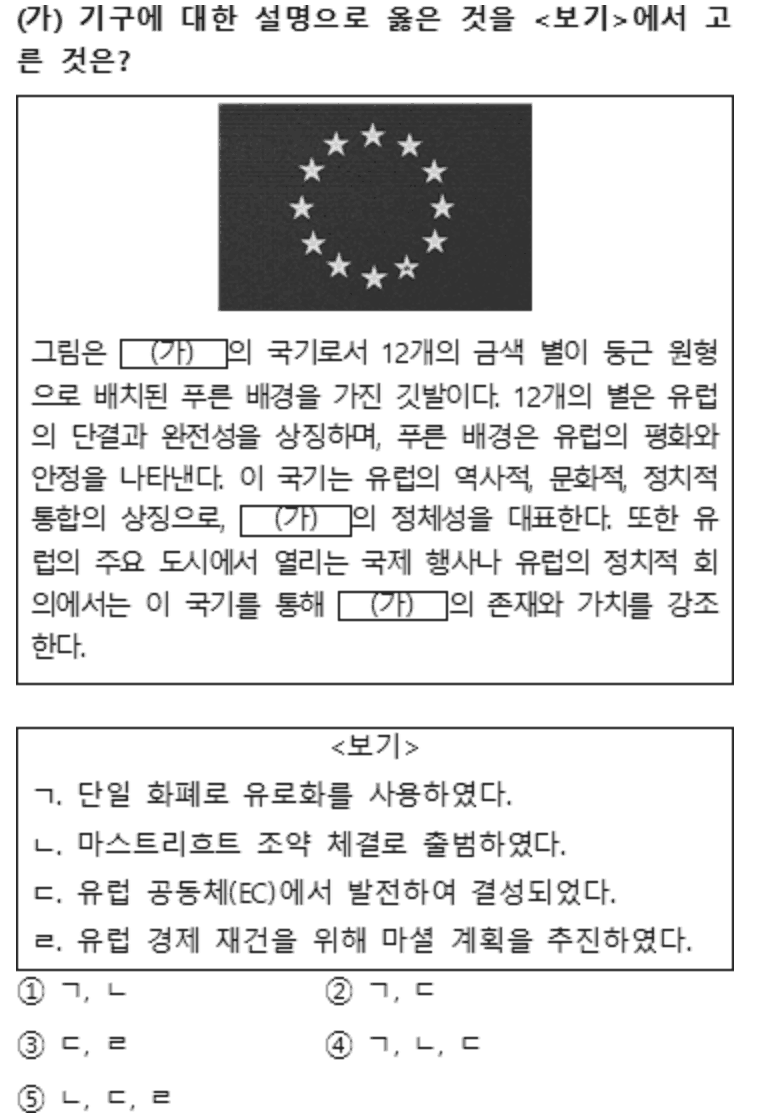 (가) 기구에 대한 설명으로 옳은 것을 <보기>에서 고
른 것은?
그림은 (가) 의 국기로서 12개의 금색 별이 둥근 원형
으로 배치된 푸른 배경을 가진 깃발이다. 12개의 별은 유럽
의 단결과 완전성을 상징하며, 푸른 배경은 유럽의 평화와
안정을 나타낸다. 이 국기는 유럽의 역사적, 문화적, 정치적
통합의 상징으로, (가) 의 정체성을 대표한다. 또한 유
럽의 주요 도시에서 열리는 국제 행사나 유럽의 정치적 회
의에서는 이 국기를 통해 (가) 의 존재와 가치를 강조
한다.
<보기>
ㄱ. 단일 화폐로 유로화를 사용하였다.
ㄴ. 마스트리흐트 조약 체결로 출범하였다.
ㄷ. 유럽 공동체(EC)에서 발전하여 결성되었다.
ㄹ. 유럽 경제 재건을 위해 마셜 계획을 추진하였다.
① ㄱ, ㄴ ② ㄱ, ㄷ
③ ㄷ, ㄹ ④ ㄱ, ㄴ, ㄷ
⑤ ㄴ, ㄷ, ㄹ